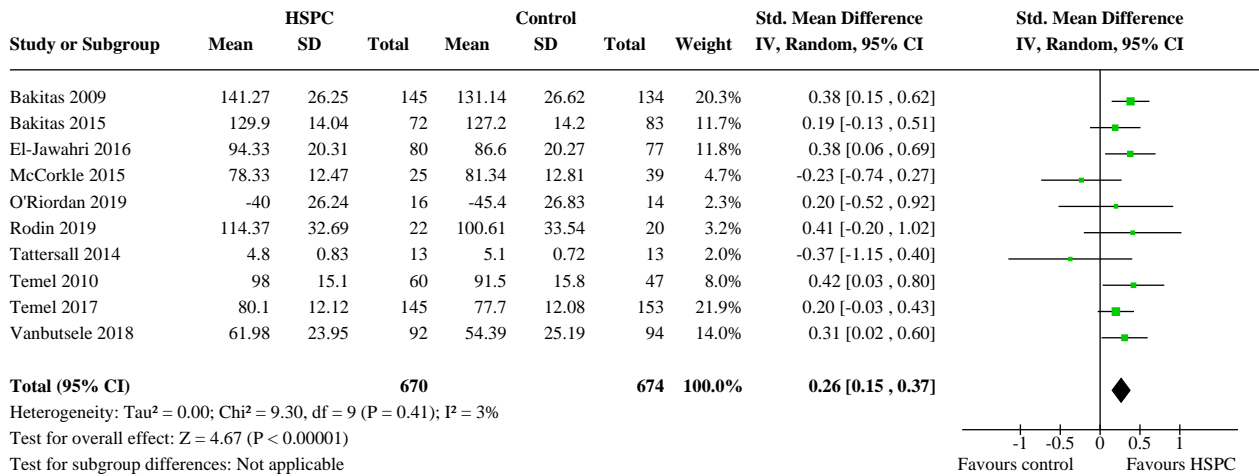 HSPC Control Std. Mean Difference Std. Mean Difference
Study or Subgroup Mean SD Total Mean SD Total Weight IV, Random, 95% CI IV, Random, 95% CI
Bakitas 2009 141.27 26.25 145 131.14 26.62 134 20.3% 0.38 [0.15 , 0.62]
Bakitas 2015 129.9 14.04 72 127.2 14.2 83 11.7% 0.19 [-0.13 , 0.51]
El-Jawahri 2016 94.33 20.31 80 86.6 20.27 77 11.8% 0.38 [0.06 , 0.69]
McCorkle 2015 78.33 12.47 25 81.34 12.81 39 4.7% -0.23 [-0.74 , 0.27]
O'Riordan 2019 -40 26.24 16 -45.4 26.83 14 2.3% 0.20 [-0.52 , 0.92]
Rodin 2019 114.37 32.69 22 100.61 33.54 20 3.2% 0.41 [-0.20 , 1.02]
Tattersall 2014 4.8 0.83 13 5.1 0.72 13 2.0% -0.37 [-1.15 , 0.40]
Temel 2010 98 15.1 60 91.5 15.8 47 8.0% 0.42 [0.03 , 0.80]
Temel 2017 80.1 12.12 145 77.7 12.08 153 21.9% 0.20 [-0.03 , 0.43]
Vanbutsele 2018 61.98 23.95 92 54.39 25.19 94 14.0% 0.31 [0.02 , 0.60]
Total (95% CI) 670 674 100.0% 0.26 [0.15 , 0.37]
Heterogeneity: Tau² = 0.00; Chi² = 9.30, df = 9 (P = 0.41); I² = 3%
Test for overall effect: Z = 4.67 (P < 0.00001)
Test for subgroup differences: Not applicable
-1 -0.5 0 0.5 1
Favours control Favours HSPC